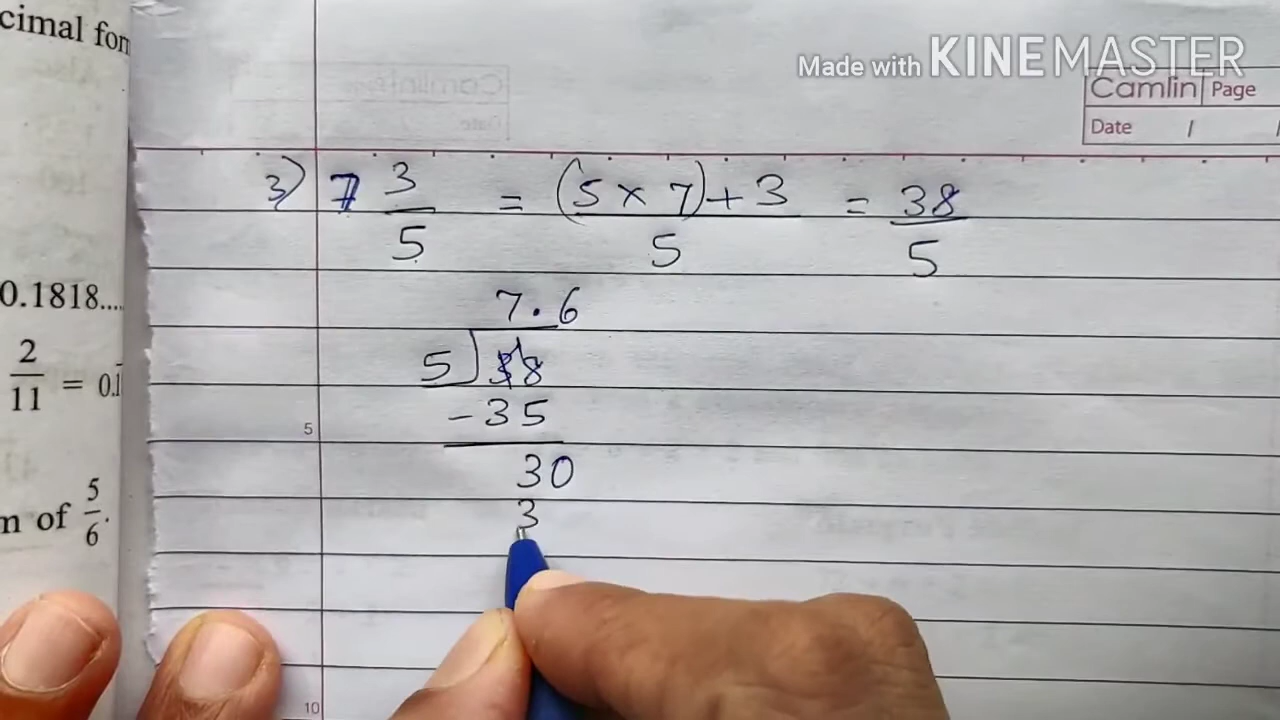 cimal for
Made with KINEMASTER
Camlin Page
Date /
3) 7 3/5 = (5 x 7) + 3 / 5 = 38/5
0.1818....
7.6
5 ) 38
2/11 = 0.1
- 35
5
30
m of 5/6.
3
10